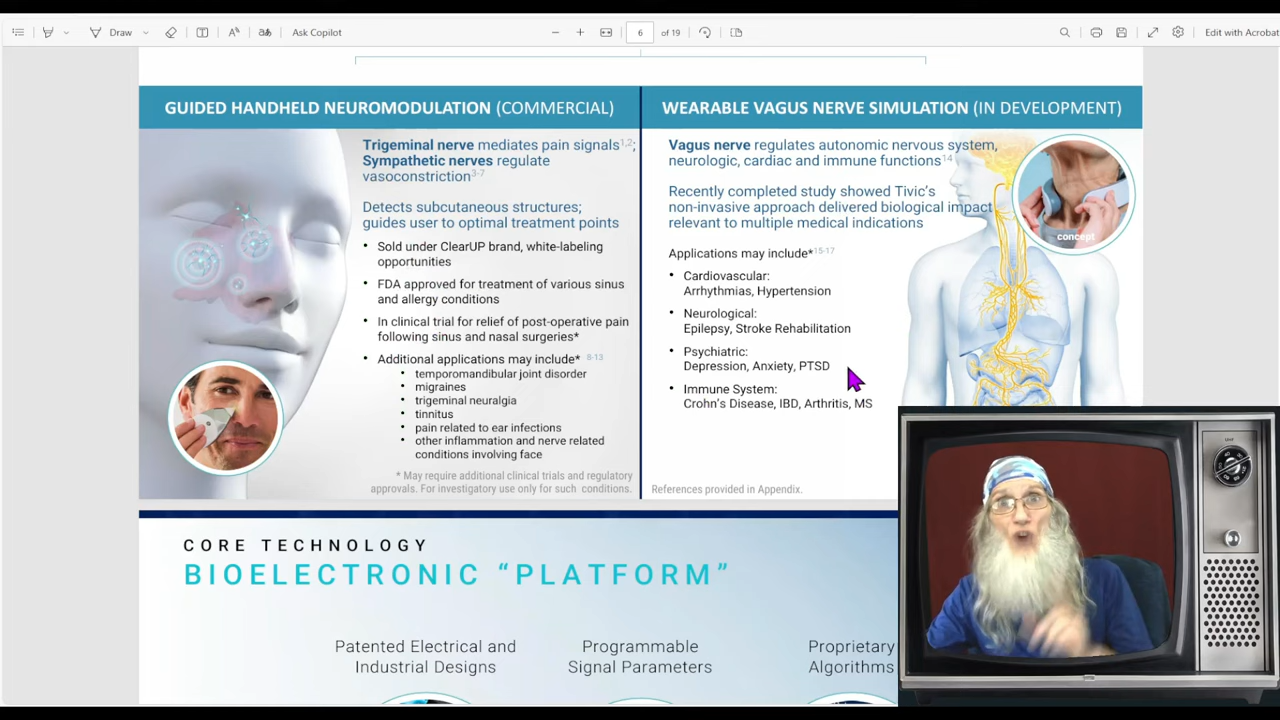 Draw
Ask Copilot
6
of 19
Edit with Acrobat
GUIDED HANDHELD NEUROMODULATION (COMMERCIAL)
Trigeminal nerve mediates pain signals1,2;
Sympathetic nerves regulate
vasoconstriction3-7
Detects subcutaneous structures;
guides user to optimal treatment points
• Sold under ClearUP brand, white-labeling
opportunities
• FDA approved for treatment of various sinus
and allergy conditions
• In clinical trial for relief of post-operative pain
following sinus and nasal surgeries*
• Additional applications may include* 8-13
• temporomandibular joint disorder
• migraines
• trigeminal neuralgia
• tinnitus
• pain related to ear infections
• other inflammation and nerve related
conditions involving face
* May require additional clinical trials and regulatory
approvals. For investigatory use only for such conditions.
WEARABLE VAGUS NERVE SIMULATION (IN DEVELOPMENT)
Vagus nerve regulates autonomic nervous system,
neurologic, cardiac and immune functions14
Recently completed study showed Tivic's
non-invasive approach delivered biological impact
relevant to multiple medical indications
concept
Applications may include*15-17
• Cardiovascular:
Arrhythmias, Hypertension
• Neurological:
Epilepsy, Stroke Rehabilitation
• Psychiatric:
Depression, Anxiety, PTSD
• Immune System:
Crohn's Disease, IBD, Arthritis, MS
References provided in Appendix.
CORE TECHNOLOGY
BIOELECTRONIC "PLATFORM"
Patented Electrical and
Industrial Designs
Programmable
Signal Parameters
Proprietary
Algorithms